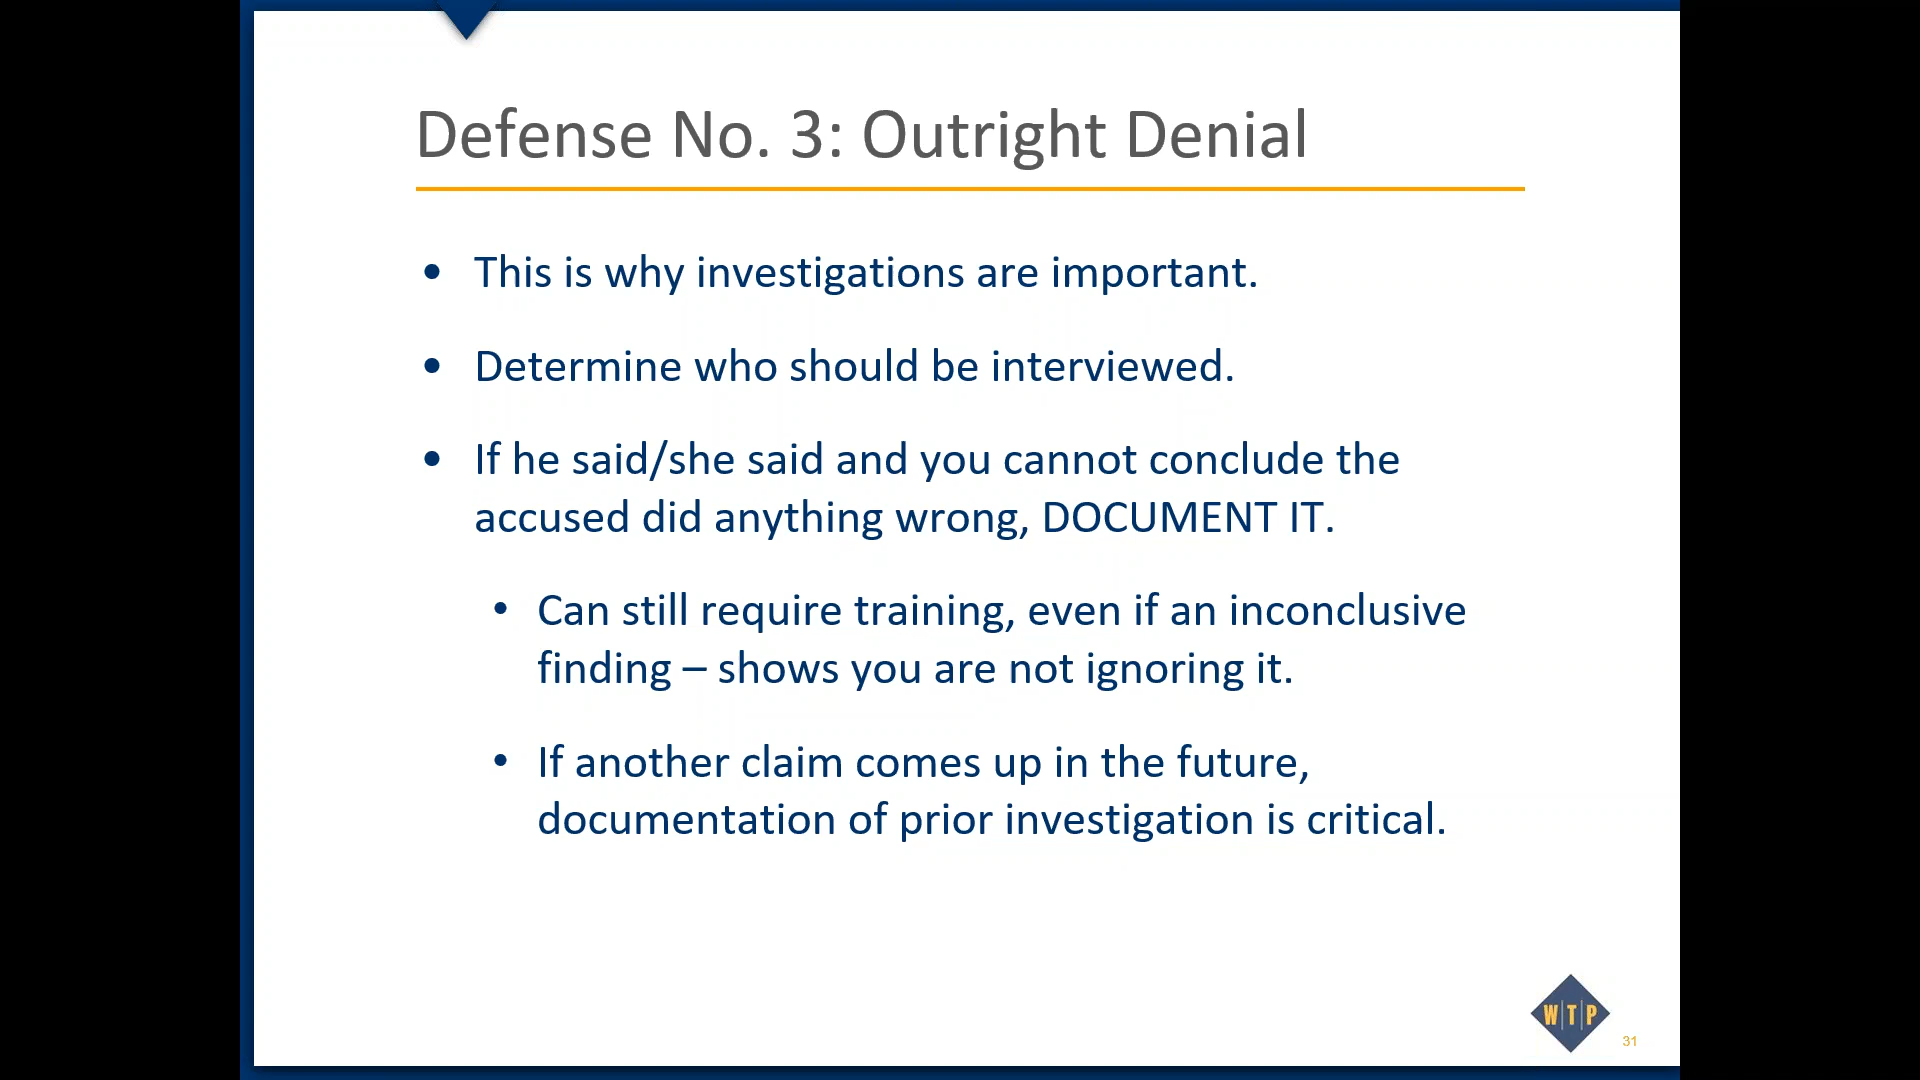 Defense No. 3: Outright Denial
• This is why investigations are important.
• Determine who should be interviewed.
• If he said/she said and you cannot conclude the
accused did anything wrong, DOCUMENT IT.
• Can still require training, even if an inconclusive
finding – shows you are not ignoring it.
• If another claim comes up in the future,
documentation of prior investigation is critical.
W|T|P
31